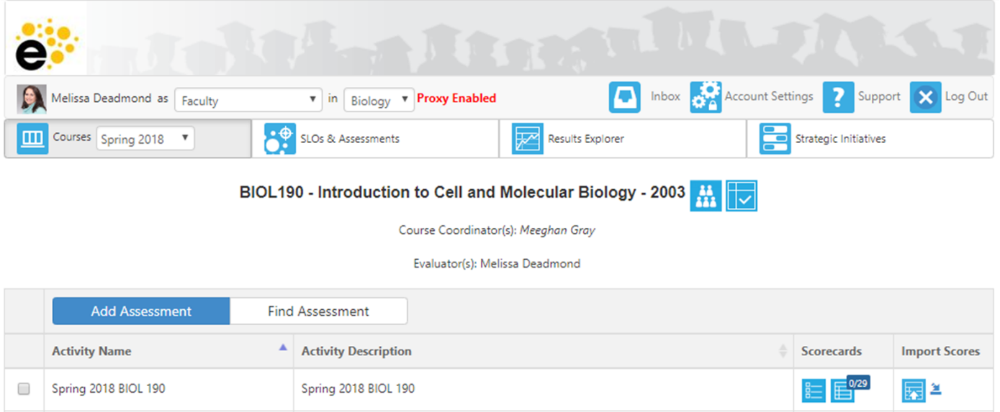 e
Melissa Deadmond as Faculty in Biology Proxy Enabled Inbox Account Settings ? Support Log Out
Courses Spring 2018 SLOs & Assessments Results Explorer Strategic Initiatives
BIOL190 - Introduction to Cell and Molecular Biology - 2003
Course Coordinator(s): Meeghan Gray
Evaluator(s): Melissa Deadmond
Add Assessment Find Assessment
Activity Name Activity Description Scorecards Import Scores
Spring 2018 BIOL 190 Spring 2018 BIOL 190 0/29